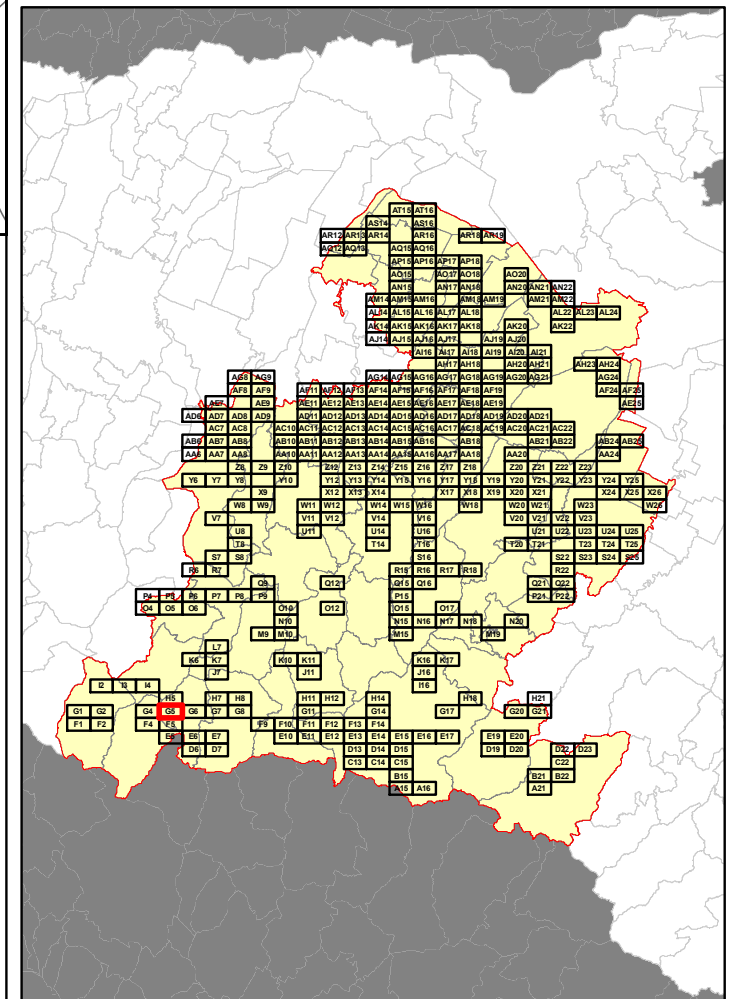 AT15 AT16
AS14 AS16
AR12 AR13 AR14 AR16 AR18 AR19
AQ12 AQ13 AQ15 AQ16
AP15 AP16 AP17 AP18
AO15 AO17 AO18 AO20
AN15 AN17 AN18 AN20 AN21 AN22
AM14 AM15 AM16 AM18 AM19 AM21 AM22
AL14 AL15 AL16 AL17 AL18 AL22 AL23 AL24
AK14 AK15 AK16 AK17 AK18 AK20 AK22
AJ14 AJ15 AJ16 AJ17 AJ19 AJ20
AI16 AI17 AI18 AI19 AI20 AI21
AH17 AH18 AH20 AH21 AH23 AH24
AG8 AG9 AG14 AG15 AG16 AG17 AG18 AG19 AG20 AG21 AG24
AF8 AF9 AF11 AF12 AF13 AF14 AF15 AF16 AF17 AF18 AF19 AF24 AF25
AE7 AE9 AE11 AE12 AE13 AE14 AE15 AE16 AE17 AE18 AE19 AE25
AD6 AD7 AD8 AD9 AD11 AD12 AD13 AD14 AD15 AD16 AD17 AD18 AD19 AD20 AD21
AC7 AC8 AC10 AC11 AC12 AC13 AC14 AC15 AC16 AC17 AC18 AC19 AC20 AC21 AC22
AB6 AB7 AB8 AB10 AB11 AB12 AB13 AB14 AB15 AB16 AB18 AB21 AB22 AB24 AB25
AA6 AA7 AA8 AA10 AA11 AA12 AA13 AA14 AA15 AA16 AA17 AA18 AA20 AA24
Z8 Z9 Z10 Z12 Z13 Z14 Z15 Z16 Z17 Z18 Z20 Z21 Z22 Z23
Y6 Y7 Y8 Y10 Y12 Y13 Y14 Y15 Y16 Y17 Y18 Y19 Y20 Y21 Y22 Y23 Y24 Y25
X9 X12 X13 X14 X17 X18 X19 X20 X21 X24 X25 X26
W8 W9 W11 W12 W14 W15 W16 W18 W20 W21 W23 W26
V7 V11 V12 V14 V16 V20 V21 V22 V23
U8 U11 U14 U16 U21 U22 U23 U24 U25
T8 T14 T16 T20 T21 T23 T24 T25
S7 S8 S16 S22 S23 S24 S25
R6 R7 R15 R16 R17 R18 R22
Q9 Q12 Q15 Q16 Q21 Q22
P4 P5 P6 P7 P8 P9 P15 P21 P22
O4 O5 O6 O10 O12 O15 O17
N10 N15 N16 N17 N18 N20
M9 M10 M15 M19
L7
K6 K7 K10 K11 K16 K17
J7 J11 J16
I2 I3 I4 I16
H5 H7 H8 H11 H12 H14 H18 H21
G1 G2 G4 G5 G6 G7 G8 G11 G14 G17 G20 G21
F1 F2 F4 F5 F9 F10 F11 F12 F13 F14
E5 E6 E7 E10 E11 E12 E13 E14 E15 E16 E17 E19 E20
D6 D7 D13 D14 D15 D19 D20 D22 D23
C13 C14 C15 C22
B15 B21 B22
A15 A16 A21